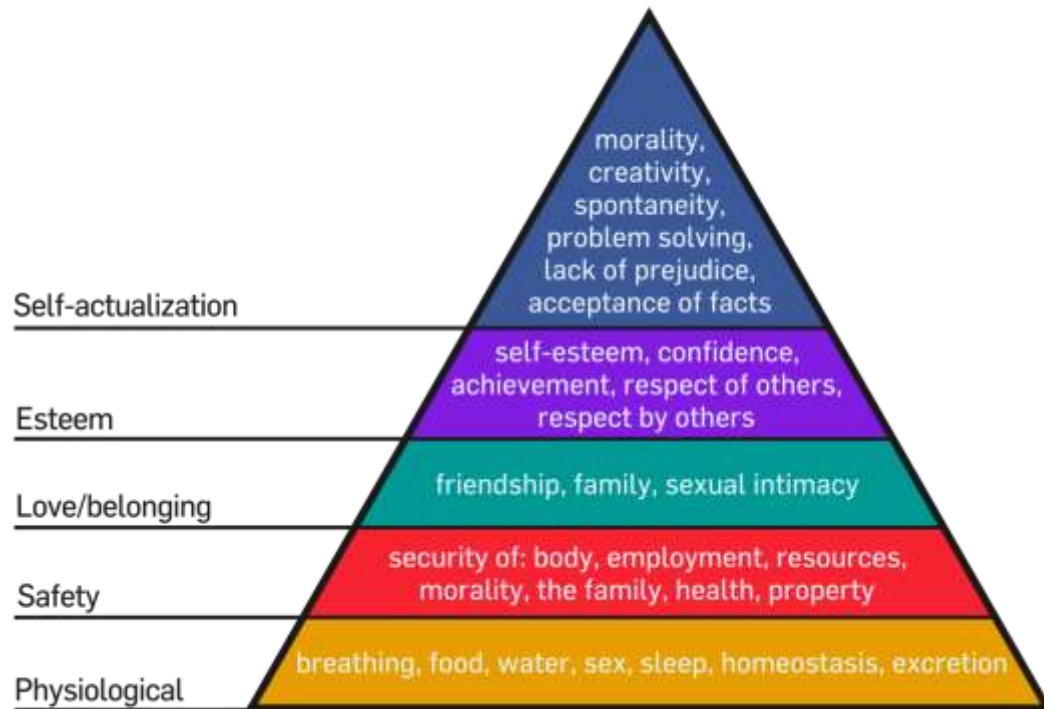 morality,
creativity,
spontaneity,
problem solving,
lack of prejudice,
acceptance of facts
Self-actualization
self-esteem, confidence,
achievement, respect of others,
respect by others
Esteem
friendship, family, sexual intimacy
Love/belonging
security of: body, employment, resources,
morality, the family, health, property
Safety
breathing, food, water, sex, sleep, homeostasis, excretion
Physiological